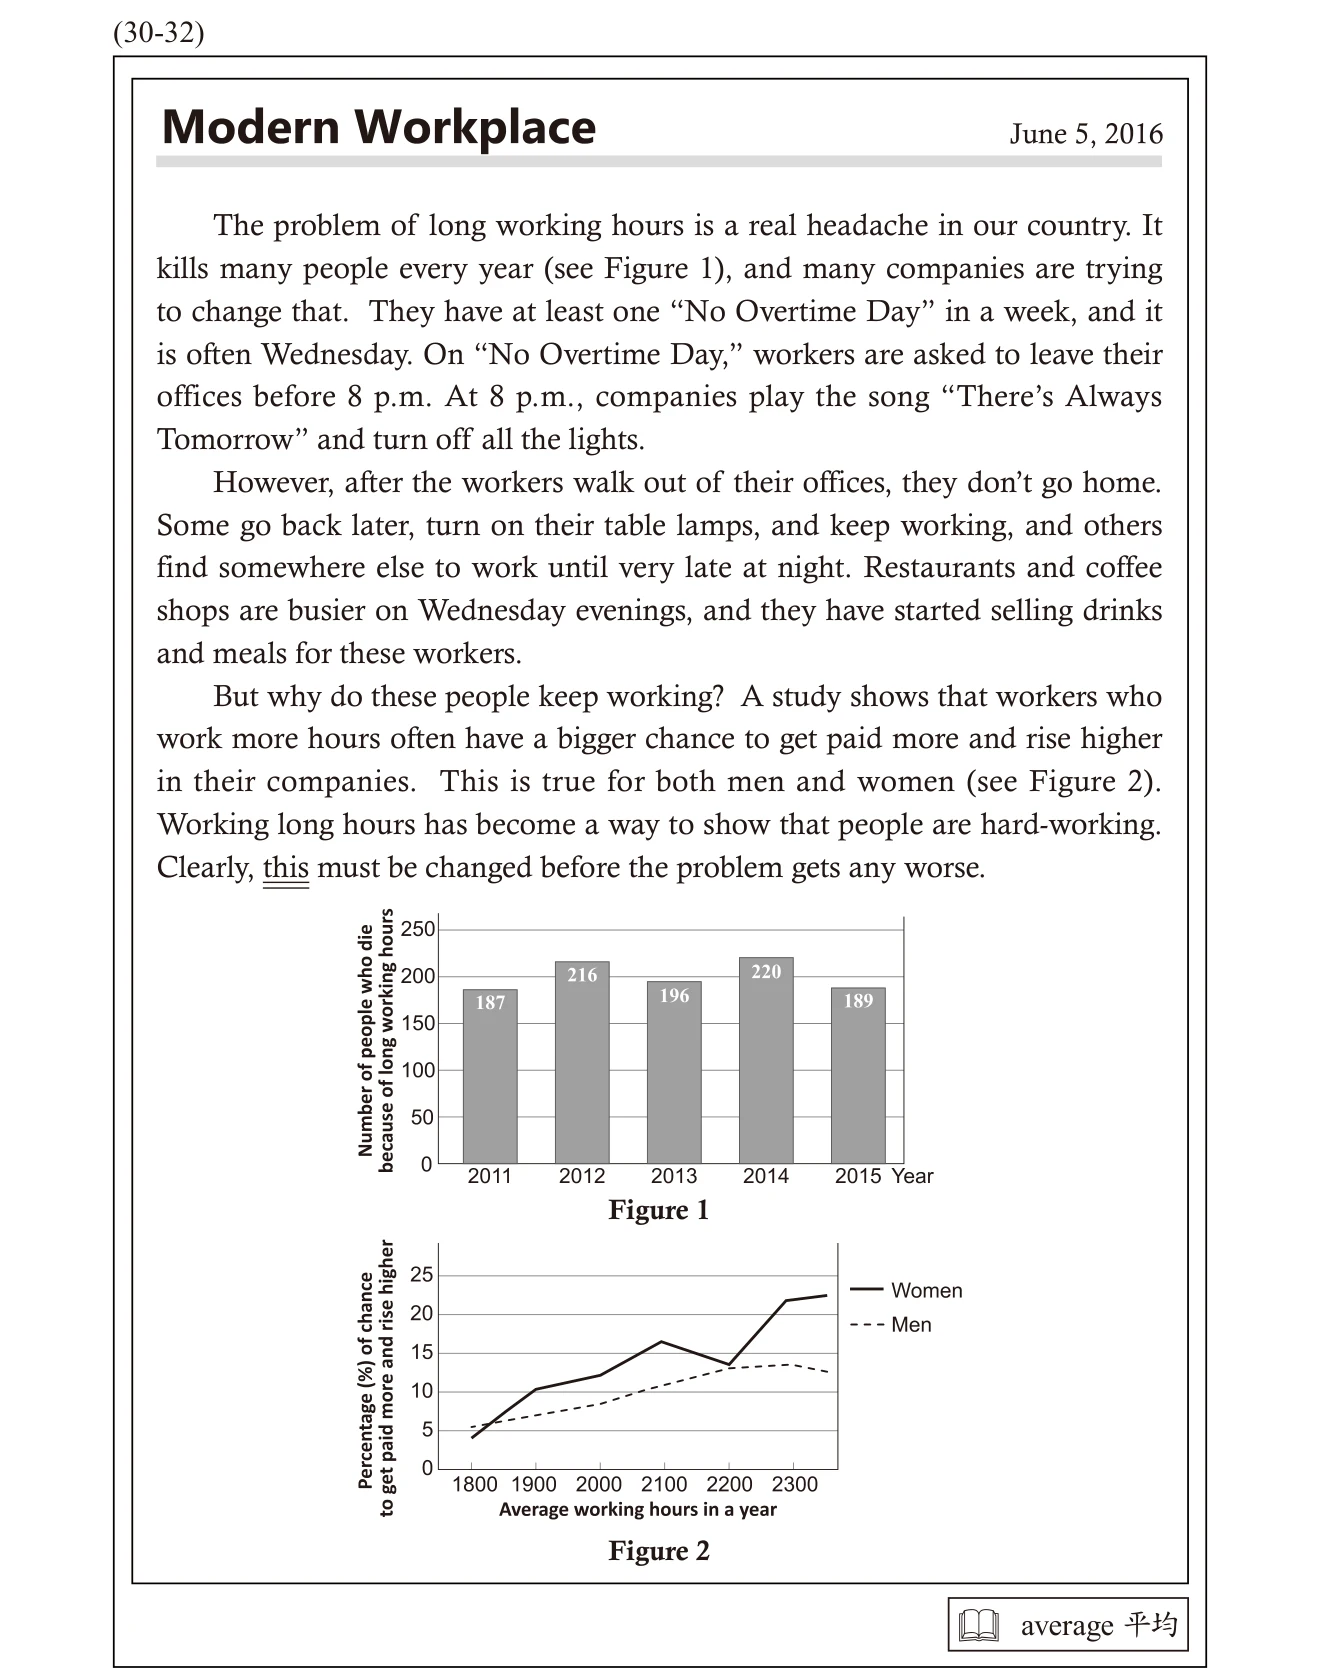 (30-32)
Modern Workplace
June 5, 2016
The problem of long working hours is a real headache in our country. It
kills many people every year (see Figure 1), and many companies are trying
to change that. They have at least one “No Overtime Day” in a week, and it
is often Wednesday. On “No Overtime Day,” workers are asked to leave their
offices before 8 p.m. At 8 p.m., companies play the song “There’s Always
Tomorrow” and turn off all the lights.
However, after the workers walk out of their offices, they don’t go home.
Some go back later, turn on their table lamps, and keep working, and others
find somewhere else to work until very late at night. Restaurants and coffee
shops are busier on Wednesday evenings, and they have started selling drinks
and meals for these workers.
But why do these people keep working? A study shows that workers who
work more hours often have a bigger chance to get paid more and rise higher
in their companies. This is true for both men and women (see Figure 2).
Working long hours has become a way to show that people are hard-working.
Clearly, this must be changed before the problem gets any worse.
Number of people who die
because of long working hours
250
200
150
100
50
0
187
216
196
220
189
2011 2012 2013 2014 2015 Year
Figure 1
Percentage (%) of chance
to get paid more and rise higher
25
20
15
10
5
0
Women
Men
1800 1900 2000 2100 2200 2300
Average working hours in a year
Figure 2
average 平均